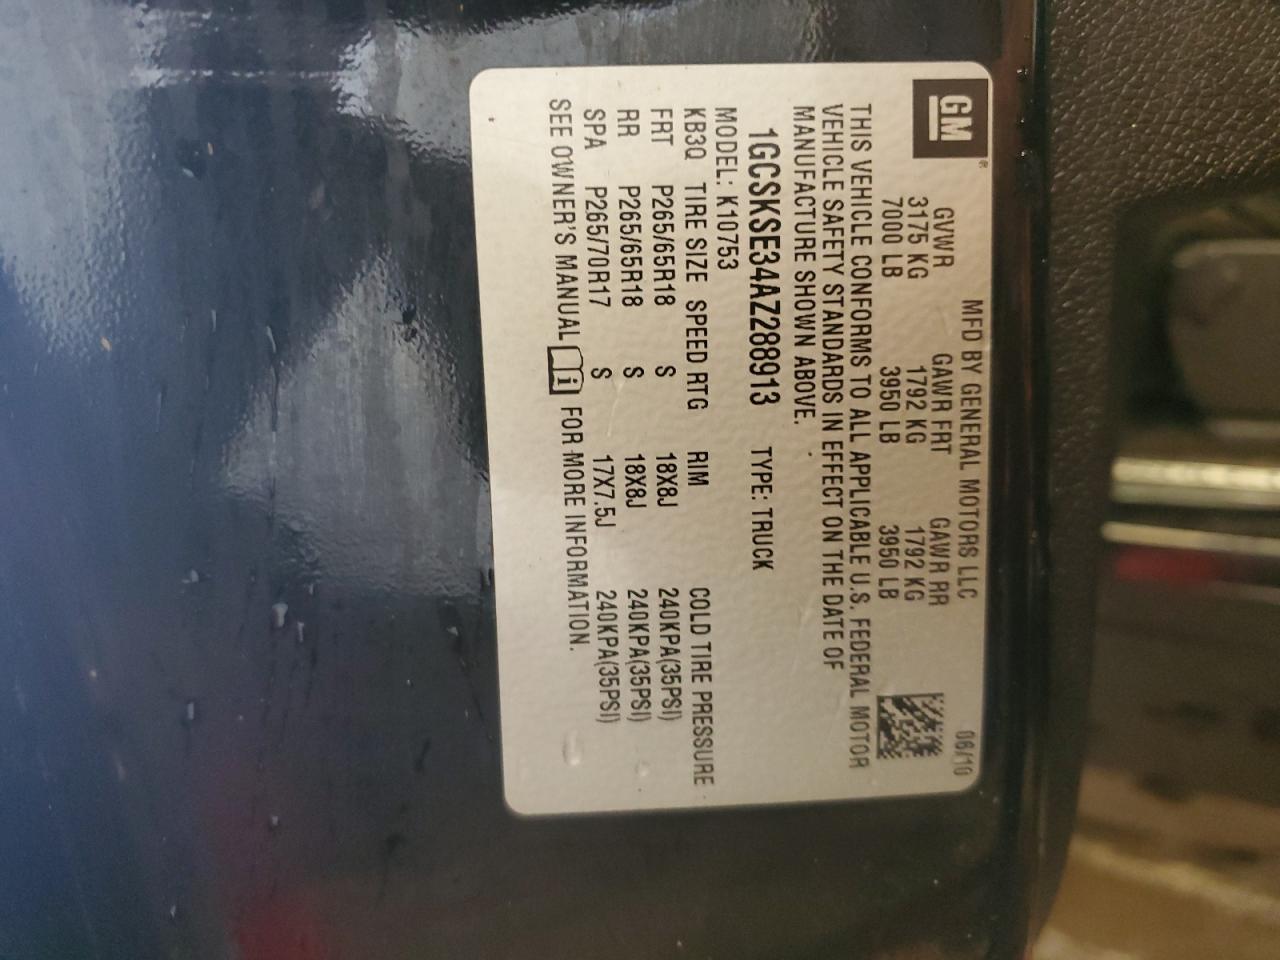 GM
MFD BY GENERAL MOTORS LLC 06/10
GVWR GAWR FRT GAWR RR
3175 KG 1792 KG 1792 KG
7000 LB 3950 LB 3950 LB
THIS VEHICLE CONFORMS TO ALL APPLICABLE U.S. FEDERAL MOTOR
VEHICLE SAFETY STANDARDS IN EFFECT ON THE DATE OF
MANUFACTURE SHOWN ABOVE.
1GCSKSE34AZ288913 TYPE: TRUCK
MODEL: K10753
KB3Q TIRE SIZE SPEED RTG RIM COLD TIRE PRESSURE
FRT P265/65R18 S 18X8J 240KPA(35PSI)
RR P265/65R18 S 18X8J 240KPA(35PSI)
SPA P265/70R17 S 17X7.5J 240KPA(35PSI)
SEE OWNER'S MANUAL i FOR MORE INFORMATION.